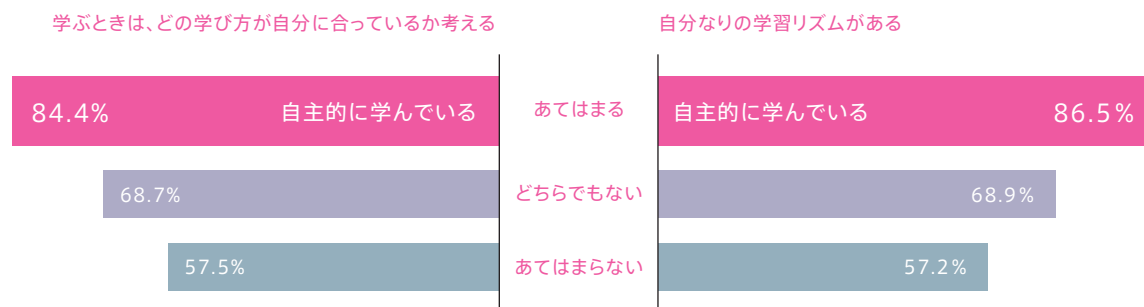 学ぶときは、どの学び方が自分に合っているか考える
自分なりの学習リズムがある
84.4% 自主的に学んでいる
あてはまる
自主的に学んでいる 86.5%
68.7%
どちらでもない
68.9%
57.5%
あてはまらない
57.2%